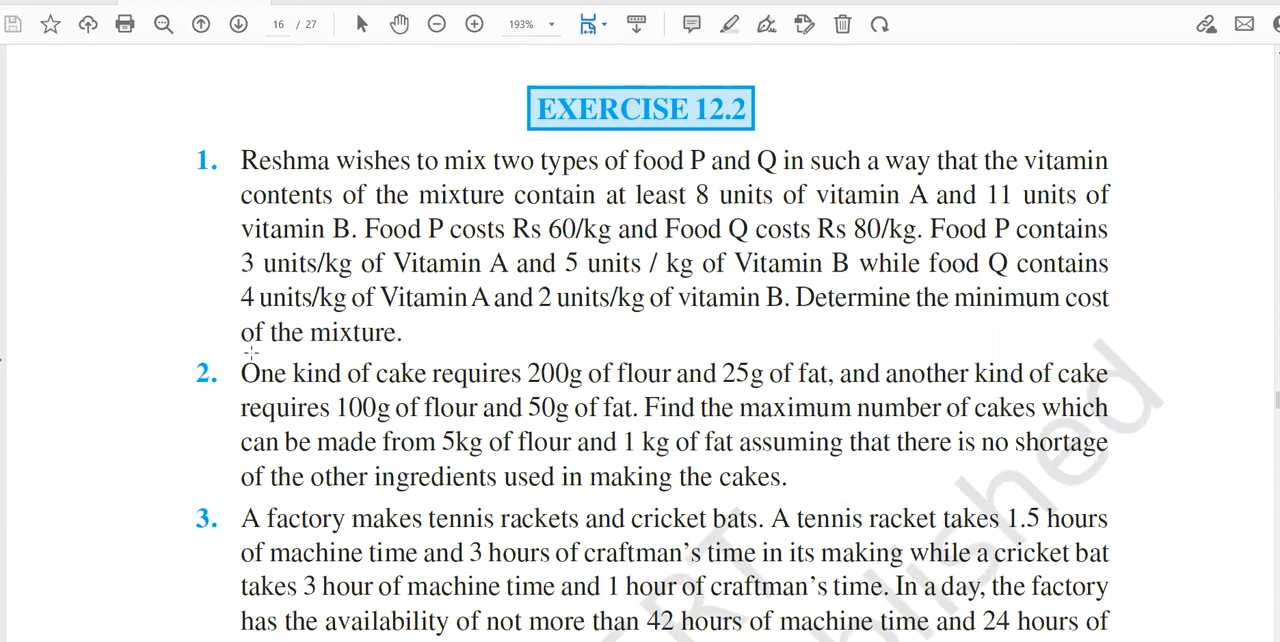 16 / 27
193%
EXERCISE 12.2
1. Reshma wishes to mix two types of food P and Q in such a way that the vitamin
contents of the mixture contain at least 8 units of vitamin A and 11 units of
vitamin B. Food P costs Rs 60/kg and Food Q costs Rs 80/kg. Food P contains
3 units/kg of Vitamin A and 5 units / kg of Vitamin B while food Q contains
4 units/kg of Vitamin A and 2 units/kg of vitamin B. Determine the minimum cost
of the mixture.
2. One kind of cake requires 200g of flour and 25g of fat, and another kind of cake
requires 100g of flour and 50g of fat. Find the maximum number of cakes which
can be made from 5kg of flour and 1 kg of fat assuming that there is no shortage
of the other ingredients used in making the cakes.
3. A factory makes tennis rackets and cricket bats. A tennis racket takes 1.5 hours
of machine time and 3 hours of craftman's time in its making while a cricket bat
takes 3 hour of machine time and 1 hour of craftman's time. In a day, the factory
has the availability of not more than 42 hours of machine time and 24 hours of